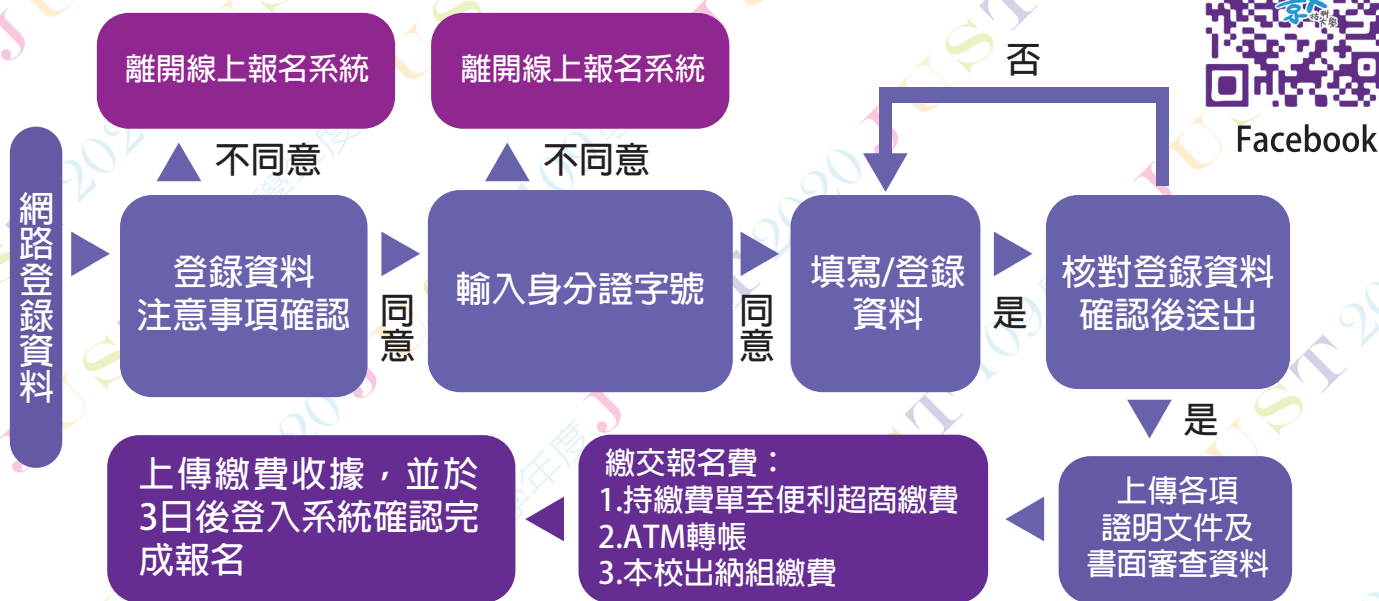 離開線上報名系統
離開線上報名系統
否
Facebook
不同意
不同意
網路登錄資料
登錄資料
注意事項確認
同意
輸入身分證字號
同意
填寫/登錄
資料
是
核對登錄資料
確認後送出
是
上傳各項
證明文件及
書面審查資料
繳交報名費：
1.持繳費單至便利超商繳費
2.ATM轉帳
3.本校出納組繳費
上傳繳費收據，並於
3日後登入系統確認完
成報名